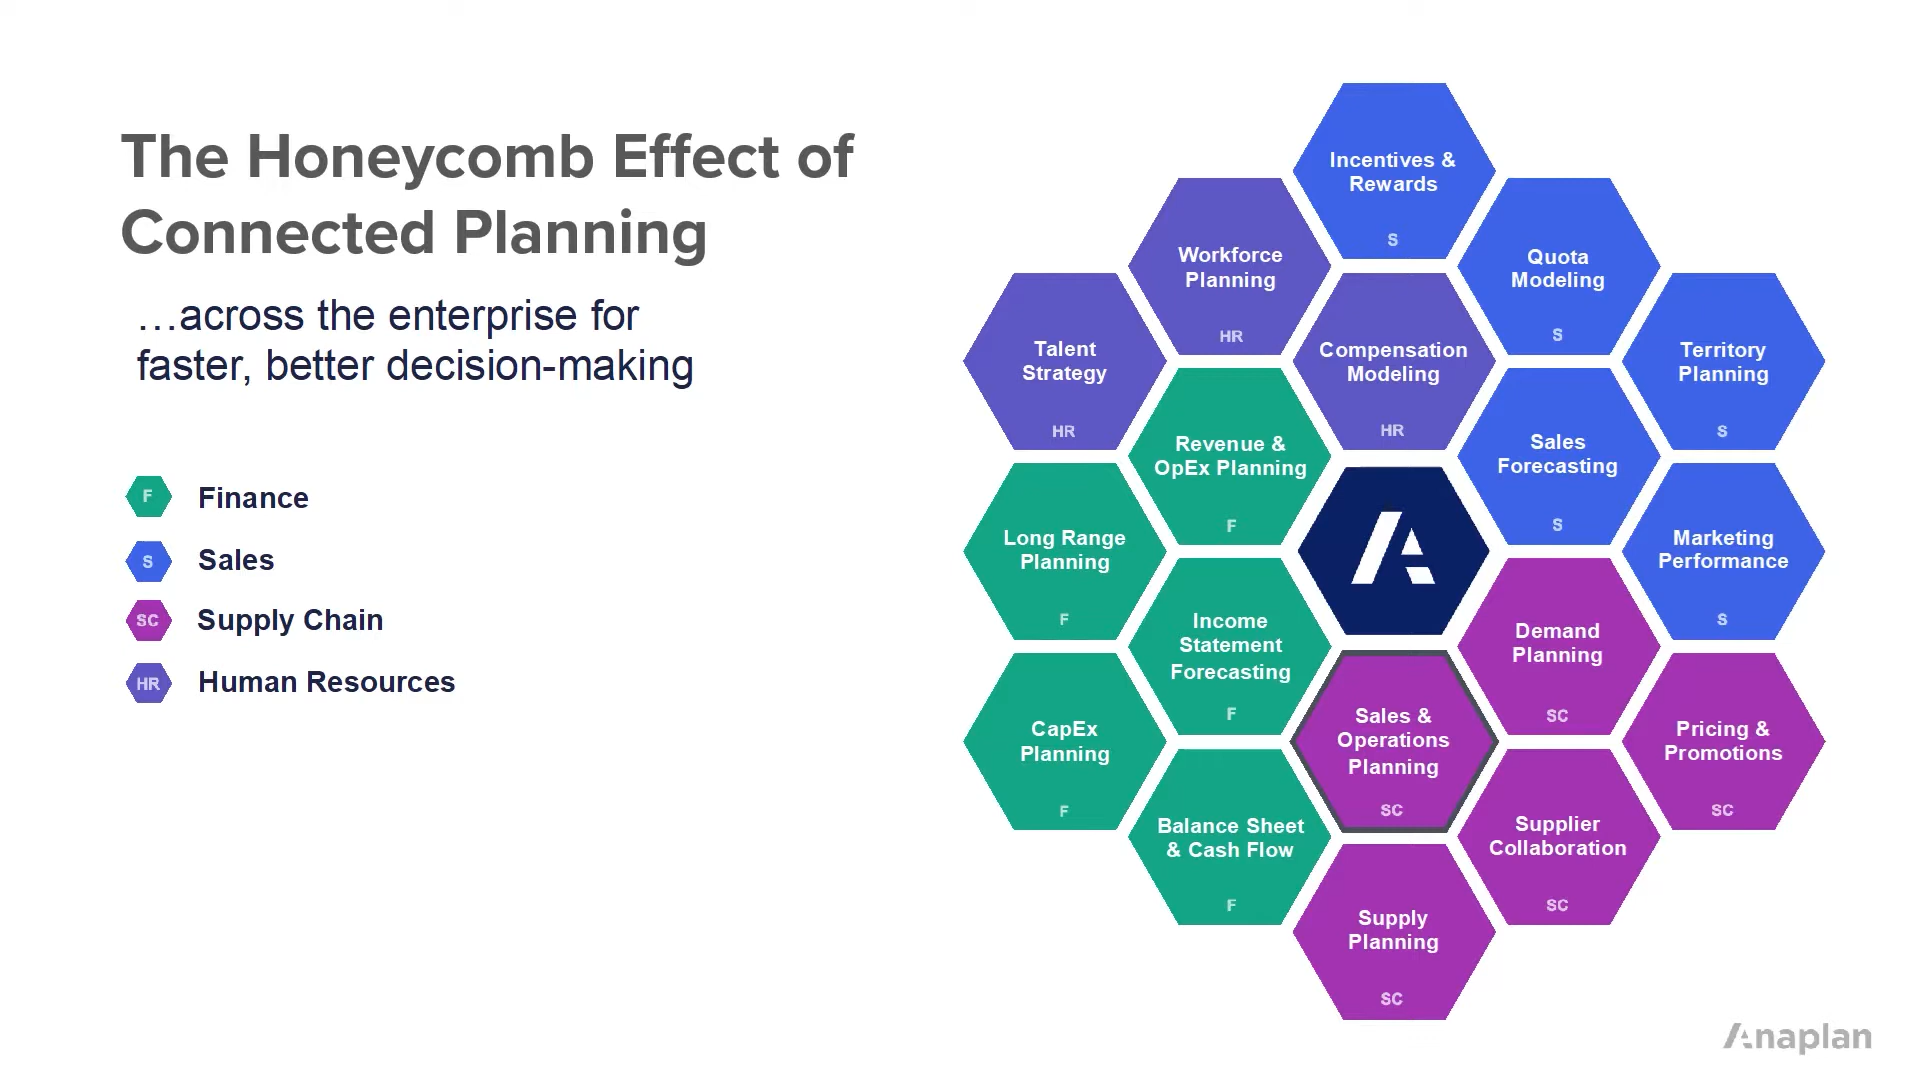 The Honeycomb Effect of
Connected Planning
…across the enterprise for
faster, better decision-making
F Finance
S Sales
SC Supply Chain
HR Human Resources
Incentives &
Rewards
S
Workforce
Planning
HR
Quota
Modeling
S
Talent
Strategy
HR
Compensation
Modeling
HR
Territory
Planning
S
Revenue &
OpEx Planning
F
Sales
Forecasting
S
Long Range
Planning
F
Marketing
Performance
S
Income
Statement
Forecasting
F
Demand
Planning
SC
CapEx
Planning
F
Sales &
Operations
Planning
SC
Pricing &
Promotions
SC
Balance Sheet
& Cash Flow
F
Supplier
Collaboration
SC
Supply
Planning
SC
Anaplan